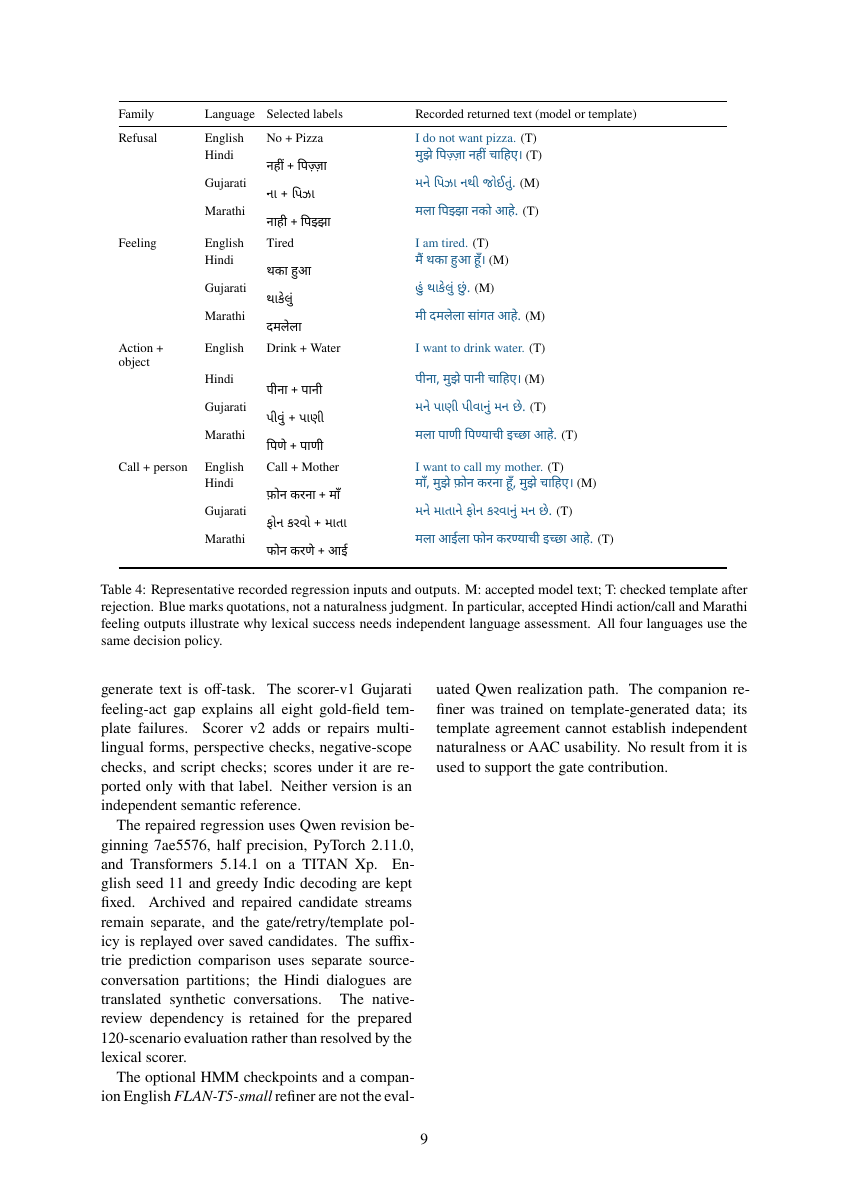 Family Language Selected labels Recorded returned text (model or template)
Refusal English No + Pizza I do not want pizza. (T)
Hindi नहीं + पिज़्ज़ा मुझे पिज़्ज़ा नहीं चाहिए। (T)
Gujarati ના + પિઝા મને પિઝા નથી જોઈતું. (M)
Marathi नाही + पिझ्झा मला पिझ्झा नको आहे. (T)
Feeling English Tired I am tired. (T)
Hindi थका हुआ मैं थका हुआ हूँ। (M)
Gujarati થાકેલું હું થાકેલું છું. (M)
Marathi दमलेला मी दमलेला सांगत आहे. (M)
Action + English Drink + Water I want to drink water. (T)
object
Hindi पीना + पानी पीना, मुझे पानी चाहिए। (M)
Gujarati પીવું + પાણી મને પાણી પીવાનું મન છે. (T)
Marathi पिणे + पाणी मला पाणी पिण्याची इच्छा आहे. (T)
Call + person English Call + Mother I want to call my mother. (T)
Hindi फ़ोन करना + माँ माँ, मुझे फ़ोन करना हूँ, मुझे चाहिए। (M)
Gujarati ફોન કરવો + માતા મને માતાને ફોન કરવાનું મન છે. (T)
Marathi फोन करणे + आई मला आईला फोन करण्याची इच्छा आहे. (T)
Table 4: Representative recorded regression inputs and outputs. M: accepted model text; T: checked template after
rejection. Blue marks quotations, not a naturalness judgment. In particular, accepted Hindi action/call and Marathi
feeling outputs illustrate why lexical success needs independent language assessment. All four languages use the
same decision policy.
generate text is off-task. The scorer-v1 Gujarati
feeling-act gap explains all eight gold-field tem-
plate failures. Scorer v2 adds or repairs multi-
lingual forms, perspective checks, negative-scope
checks, and script checks; scores under it are re-
ported only with that label. Neither version is an
independent semantic reference.
The repaired regression uses Qwen revision be-
ginning 7ae5576, half precision, PyTorch 2.11.0,
and Transformers 5.14.1 on a TITAN Xp. En-
glish seed 11 and greedy Indic decoding are kept
fixed. Archived and repaired candidate streams
remain separate, and the gate/retry/template pol-
icy is replayed over saved candidates. The suffix-
trie prediction comparison uses separate source-
conversation partitions; the Hindi dialogues are
translated synthetic conversations. The native-
review dependency is retained for the prepared
120-scenario evaluation rather than resolved by the
lexical scorer.
The optional HMM checkpoints and a compan-
ion English FLAN-T5-small refiner are not the eval-
uated Qwen realization path. The companion re-
finer was trained on template-generated data; its
template agreement cannot establish independent
naturalness or AAC usability. No result from it is
used to support the gate contribution.
9